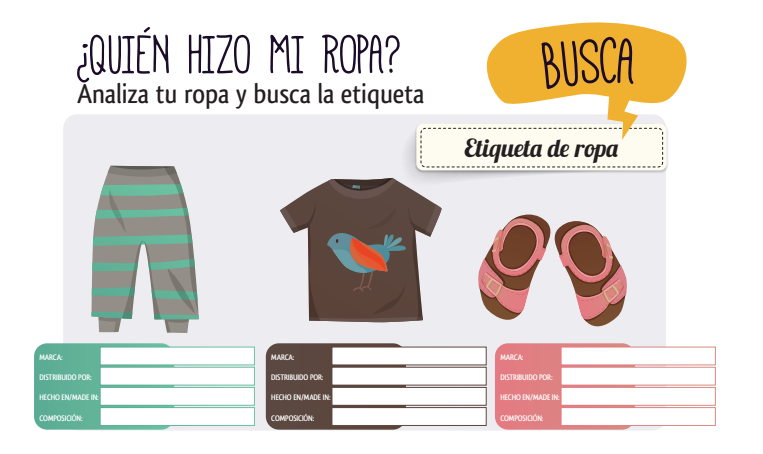 ¿QUIÉN HIZO MI ROPA?
Analiza tu ropa y busca la etiqueta
BUSCA
Etiqueta de ropa
MARCA:
DISTRIBUIDO POR:
HECHO EN/MADE IN:
COMPOSICIÓN:
MARCA:
DISTRIBUIDO POR:
HECHO EN/MADE IN:
COMPOSICIÓN:
MARCA:
DISTRIBUIDO POR:
HECHO EN/MADE IN:
COMPOSICIÓN: